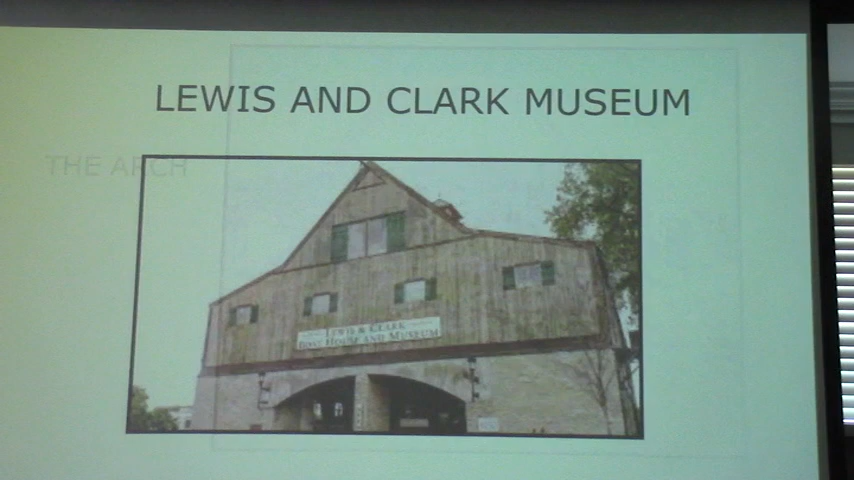 LEWIS AND CLARK MUSEUM
THE ARCH
LEWIS & CLARK
BOAT HOUSE AND MUSEUM